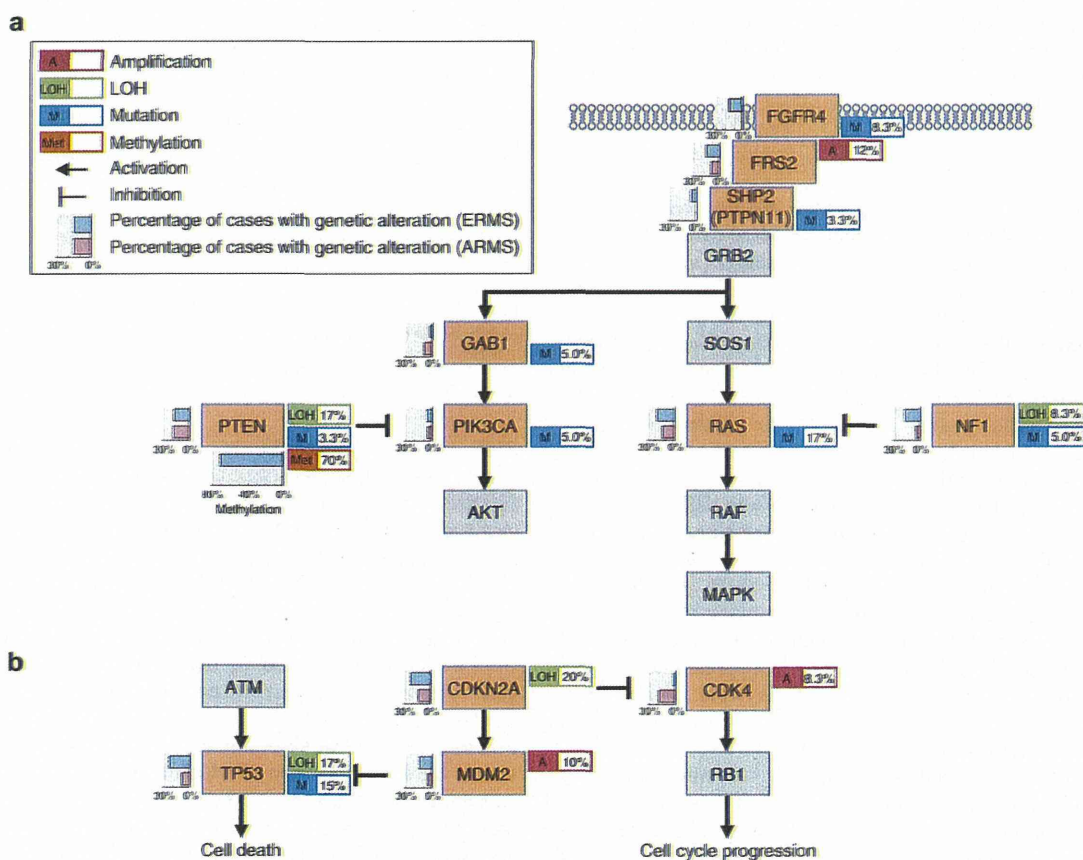 a
A Amplification
LOH LOH
M Mutation
Met Methylation
Activation
Inhibition
Percentage of cases with genetic alteration (ERMS)
Percentage of cases with genetic alteration (ARMS)
30% 0%
FGFR4
M 8.3%
30% 0%
FRS2
A 12%
30% 0%
SHP2
(PTPN11)
M 3.3%
30% 0%
GRB2
GAB1
M 5.0%
30% 0%
SOS1
PTEN
LOH 17%
M 3.3%
Met 70%
30% 0%
80% 40% 0%
Methylation
PIK3CA
M 5.0%
30% 0%
RAS
M 17%
30% 0%
NF1
LOH 8.3%
M 5.0%
30% 0%
AKT
RAF
MAPK
b
ATM
CDKN2A
LOH 20%
30% 0%
CDK4
A 8.3%
30% 0%
TP53
LOH 17%
M 15%
30% 0%
MDM2
A 10%
30% 0%
RB1
Cell death
Cell cycle progression